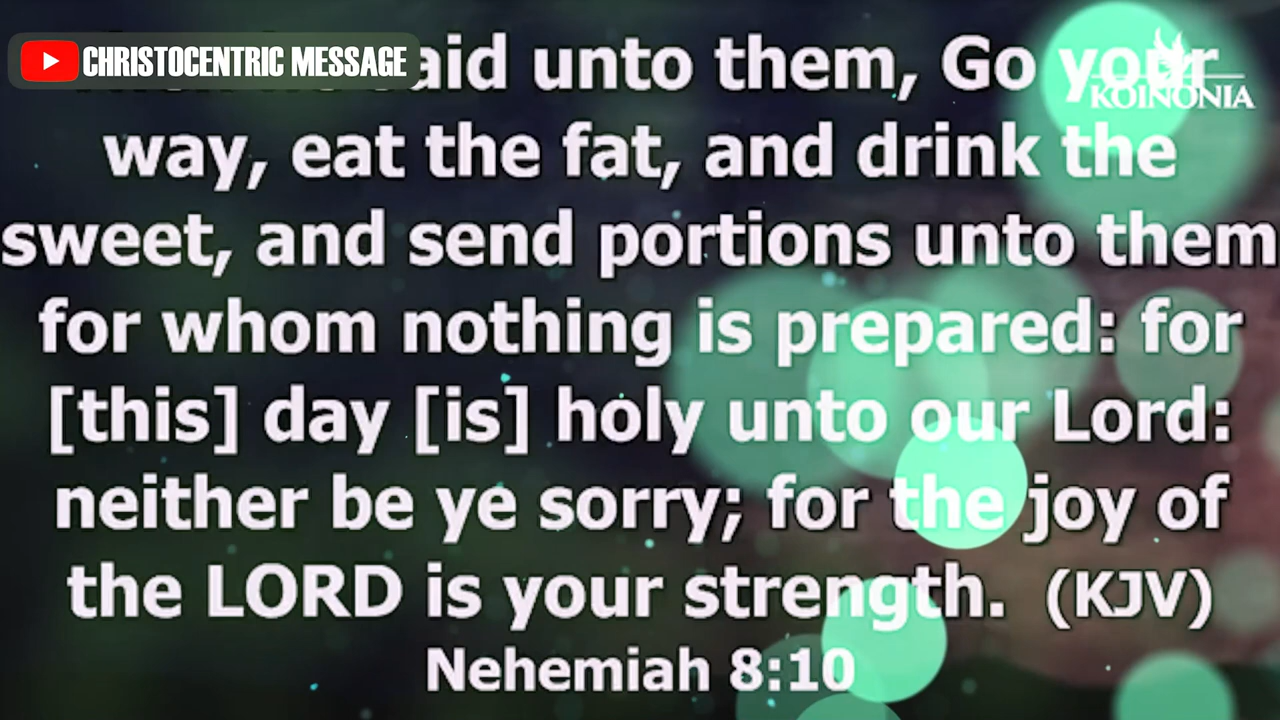 CHRISTOCENTRIC MESSAGE
KOINONIA
said unto them, Go your
way, eat the fat, and drink the
sweet, and send portions unto them
for whom nothing is prepared: for
[this] day [is] holy unto our Lord:
neither be ye sorry; for the joy of
the LORD is your strength. (KJV)
Nehemiah 8:10